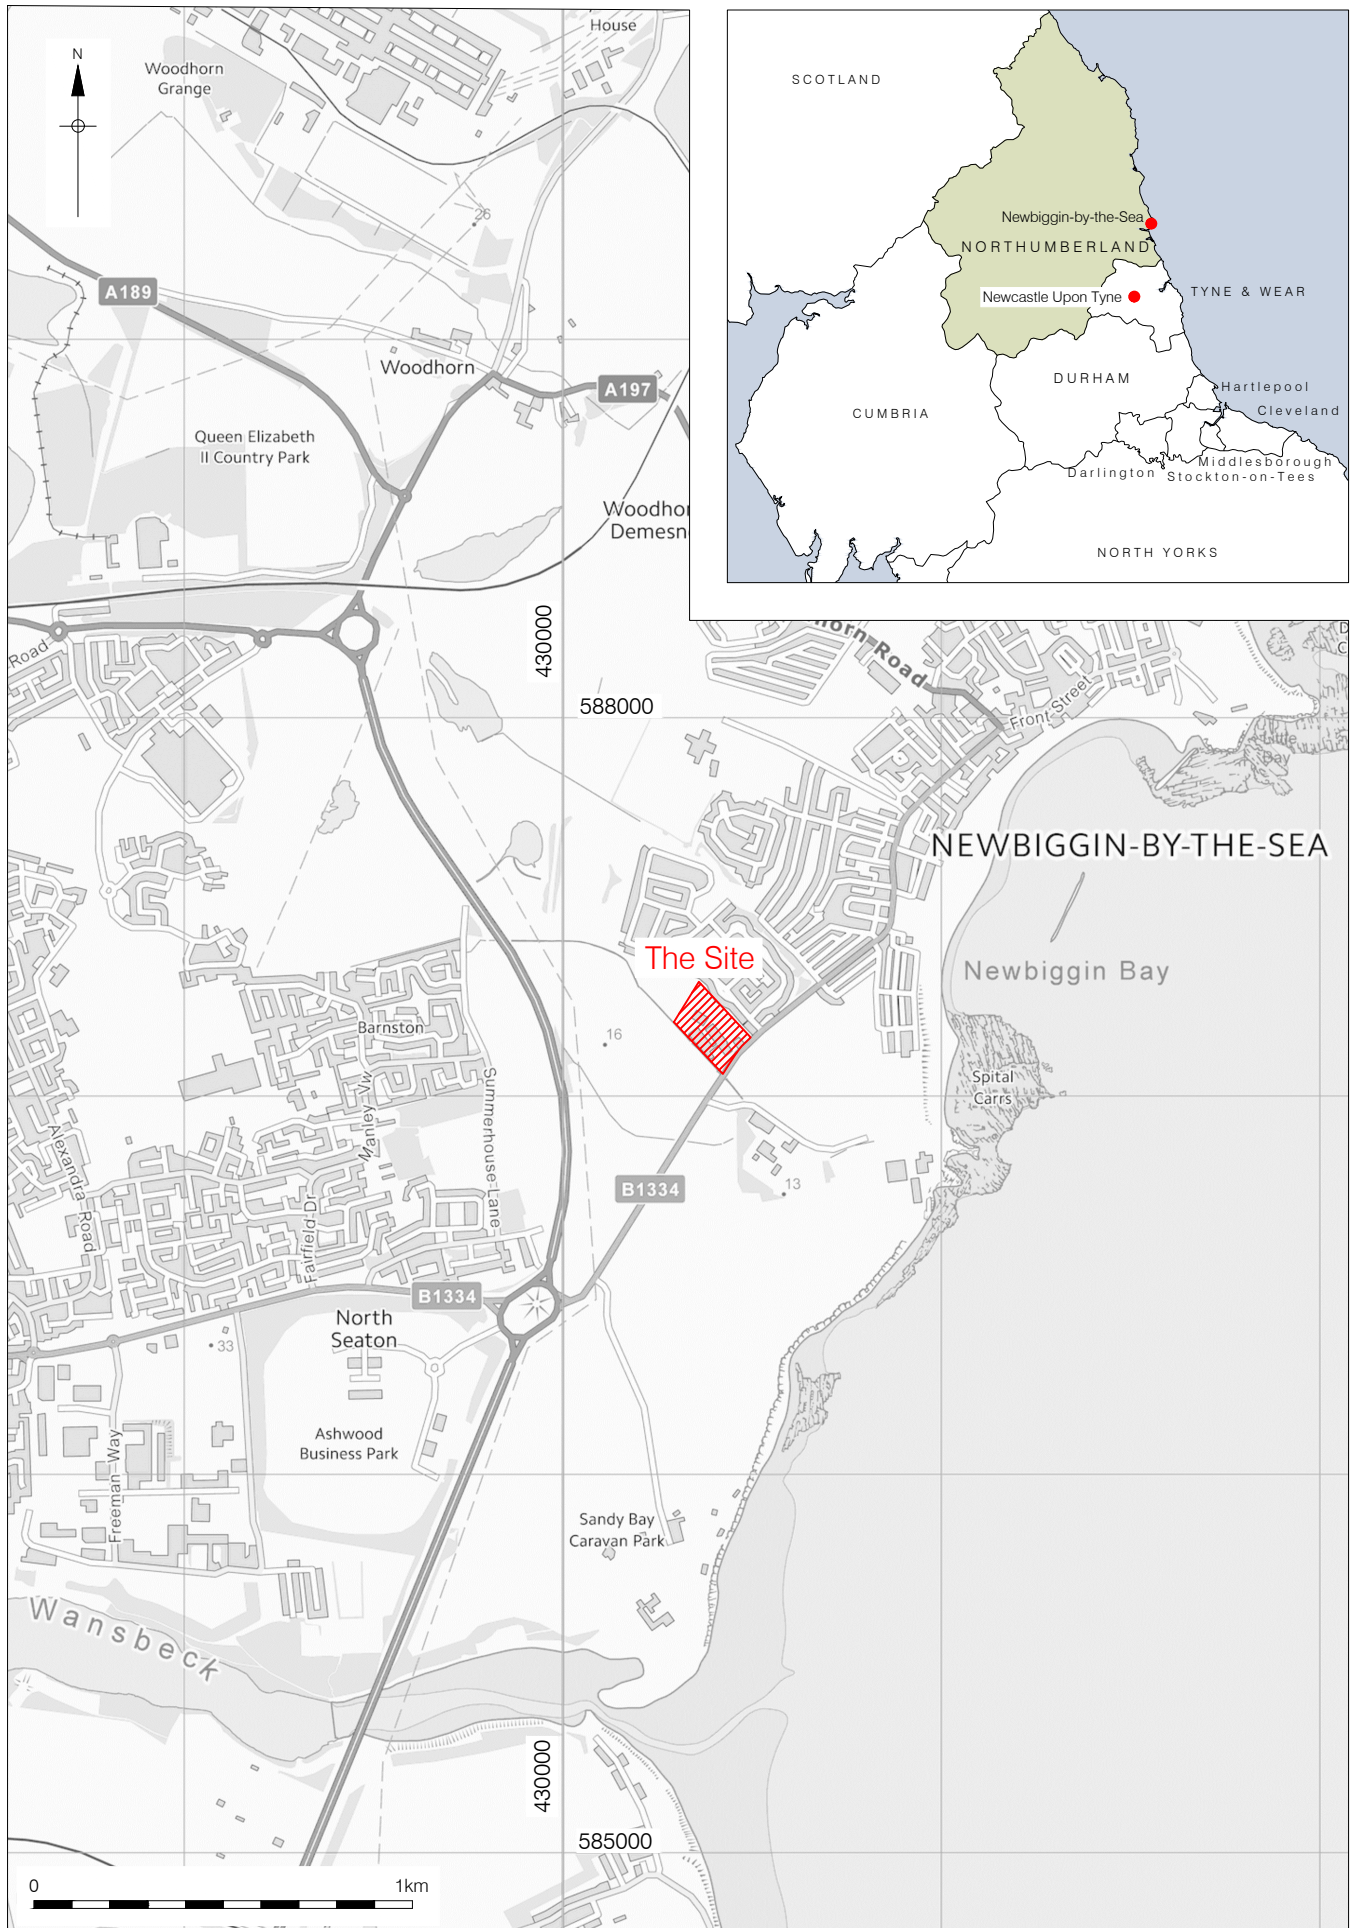 House
Woodhorn
Grange
N
26
A189
Woodhorn
A197
Queen Elizabeth
II Country Park
Demesn
SCOTLAND
Newbiggin-by-the-Sea
NORTHUMBERLAND
Newcastle Upon Tyne
TYNE & WEAR
DURHAM
Hartlepool
Cleveland
CUMBRIA
Middlesborough
Darlington
Stockton-on-Tees
NORTH YORKS
430000
Road
588000
horn Road
Front Street
Little
Bay
NEWBIGGIN-BY-THE-SEA
Newbiggin Bay
The Site
16
Barnston
Manley Vw
Summerhouse Lane
Spital
Carrs
Alexandra Road
Fairfield Dr
B1334
13
B1334
North
Seaton
33
Ashwood
Business Park
Freeman Way
Sandy Bay
Caravan Park
Wansbeck
430000
585000
0 1km